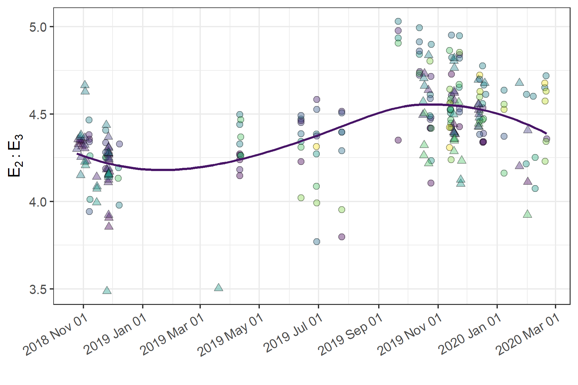 5.0
4.5
4.0
3.5
E₂ : E₃
2018 Nov 01
2019 Jan 01
2019 Mar 01
2019 May 01
2019 Jul 01
2019 Sep 01
2019 Nov 01
2020 Jan 01
2020 Mar 01